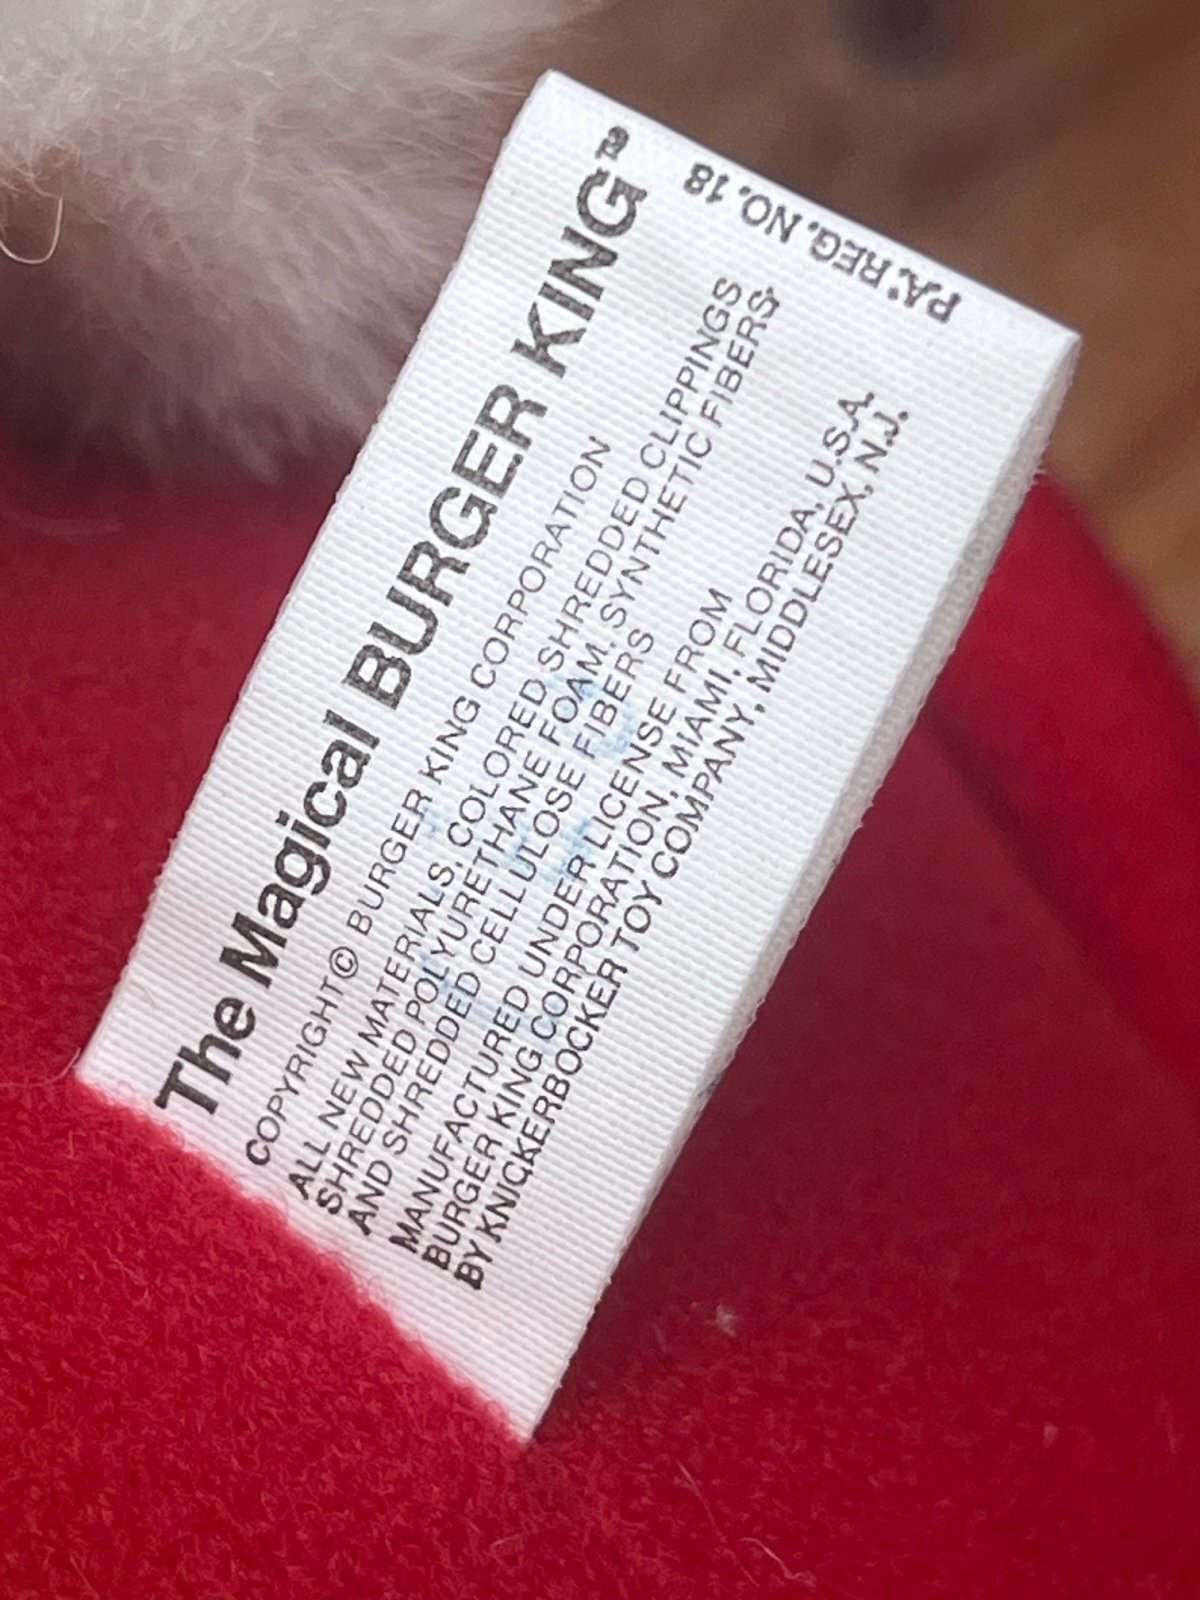 The Magical BURGER KING®
COPYRIGHT© BURGER KING CORPORATION
ALL NEW MATERIALS, COLORED SHREDDED CLIPPINGS
SHREDDED POLYURETHANE FOAM, SYNTHETIC FIBERS,
AND SHREDDED CELLULOSE FIBERS
MANUFACTURED UNDER LICENSE FROM
BURGER KING CORPORATION, MIAMI, FLORIDA, U.S.A.
BY KNICKERBOCKER TOY COMPANY, MIDDLESEX, N.J.
PA. REG. NO. 18